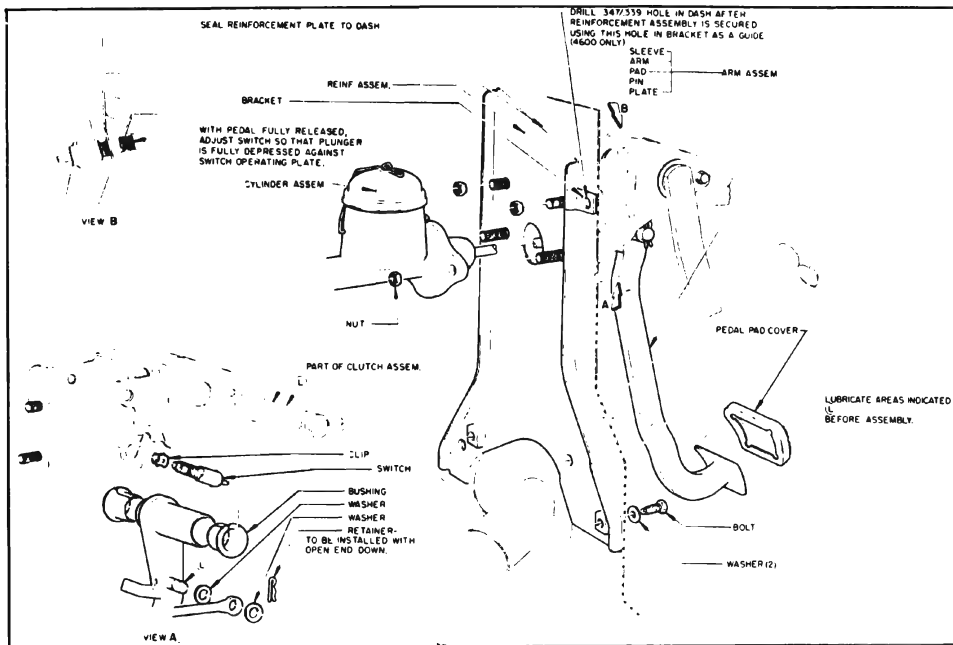 SEAL REINFORCEMENT PLATE TO DASH
DRILL .347/.339 HOLE IN DASH AFTER
REINFORCEMENT ASSEMBLY IS SECURED
USING THIS HOLE IN BRACKET AS A GUIDE
(4600 ONLY)
SLEEVE
ARM
PAD
PIN
PLATE
ARM ASSEM
REINF ASSEM.
BRACKET
B
WITH PEDAL FULLY RELEASED,
ADJUST SWITCH SO THAT PLUNGER
IS FULLY DEPRESSED AGAINST
SWITCH OPERATING PLATE.
CYLINDER ASSEM
VIEW B
A
NUT
PEDAL PAD COVER
PART OF CLUTCH ASSEM.
LUBRICATE AREAS INDICATED
BEFORE ASSEMBLY.
CLIP
SWITCH
BUSHING
WASHER
WASHER
RETAINER-
TO BE INSTALLED WITH
OPEN END DOWN.
BOLT
WASHER (2)
VIEW A.